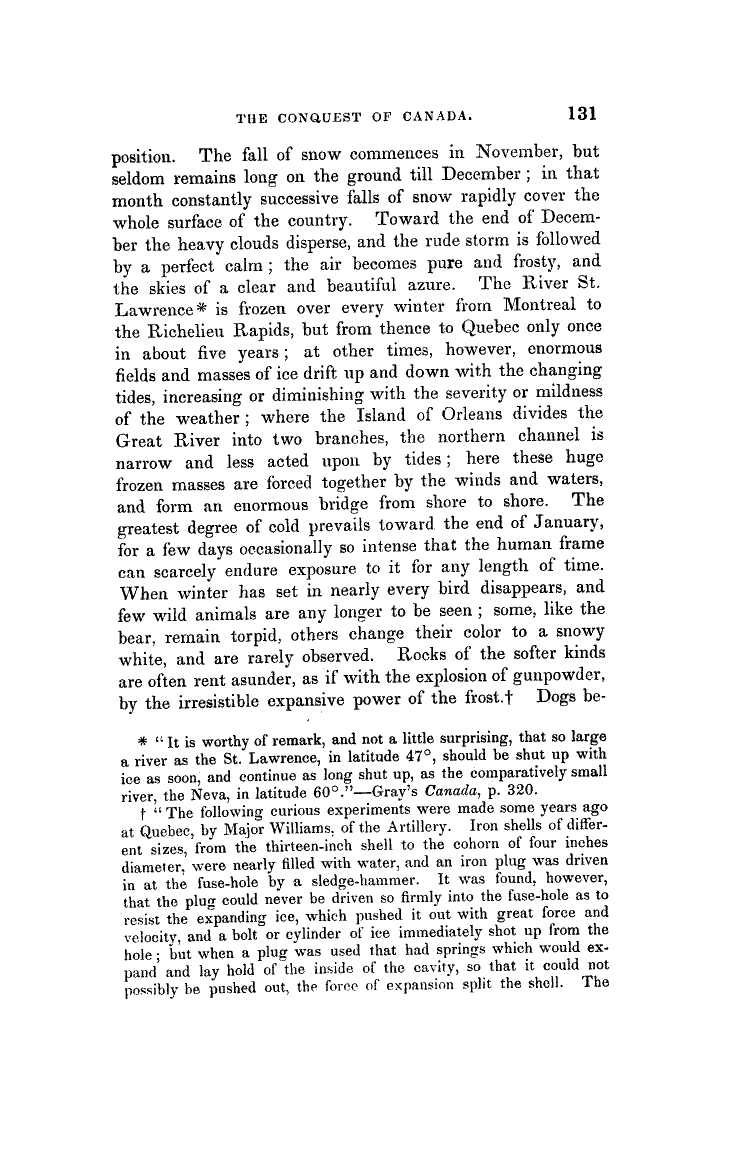 THE CONQUEST OF CANADA. 131
position. The fall of snow commences in November, but
seldom remains long on the ground till December ; in that
month constantly successive falls of snow rapidly cover the
whole surface of the country. Toward the end of Decem-
ber the heavy clouds disperse, and the rude storm is followed
by a perfect calm ; the air becomes pure and frosty, and
the skies of a clear and beautiful azure. The River St.
Lawrence* is frozen over every winter from Montreal to
the Richelieu Rapids, but from thence to Quebec only once
in about five years ; at other times, however, enormous
fields and masses of ice drift up and down with the changing
tides, increasing or diminishing with the severity or mildness
of the weather ; where the Island of Orleans divides the
Great River into two branches, the northern channel is
narrow and less acted upon by tides ; here these huge
frozen masses are forced together by the winds and waters,
and form an enormous bridge from shore to shore. The
greatest degree of cold prevails toward the end of January,
for a few days occasionally so intense that the human frame
can scarcely endure exposure to it for any length of time.
When winter has set in nearly every bird disappears, and
few wild animals are any longer to be seen ; some, like the
bear, remain torpid, others change their color to a snowy
white, and are rarely observed. Rocks of the softer kinds
are often rent asunder, as if with the explosion of gunpowder,
by the irresistible expansive power of the frost.† Dogs be-
* “ It is worthy of remark, and not a little surprising, that so large
a river as the St. Lawrence, in latitude 47°, should be shut up with
ice as soon, and continue as long shut up, as the comparatively small
river, the Neva, in latitude 60°.”—Gray's Canada, p. 320.
† “ The following curious experiments were made some years ago
at Quebec, by Major Williams, of the Artillery. Iron shells of differ-
ent sizes, from the thirteen-inch shell to the cohorn of four inches
diameter, were nearly filled with water, and an iron plug was driven
in at the fuse-hole by a sledge-hammer. It was found, however,
that the plug could never be driven so firmly into the fuse-hole as to
resist the expanding ice, which pushed it out with great force and
velocity, and a bolt or cylinder of ice immediately shot up from the
hole ; but when a plug was used that had springs which would ex-
pand and lay hold of the inside of the cavity, so that it could not
possibly be pushed out, the force of expansion split the shell. The